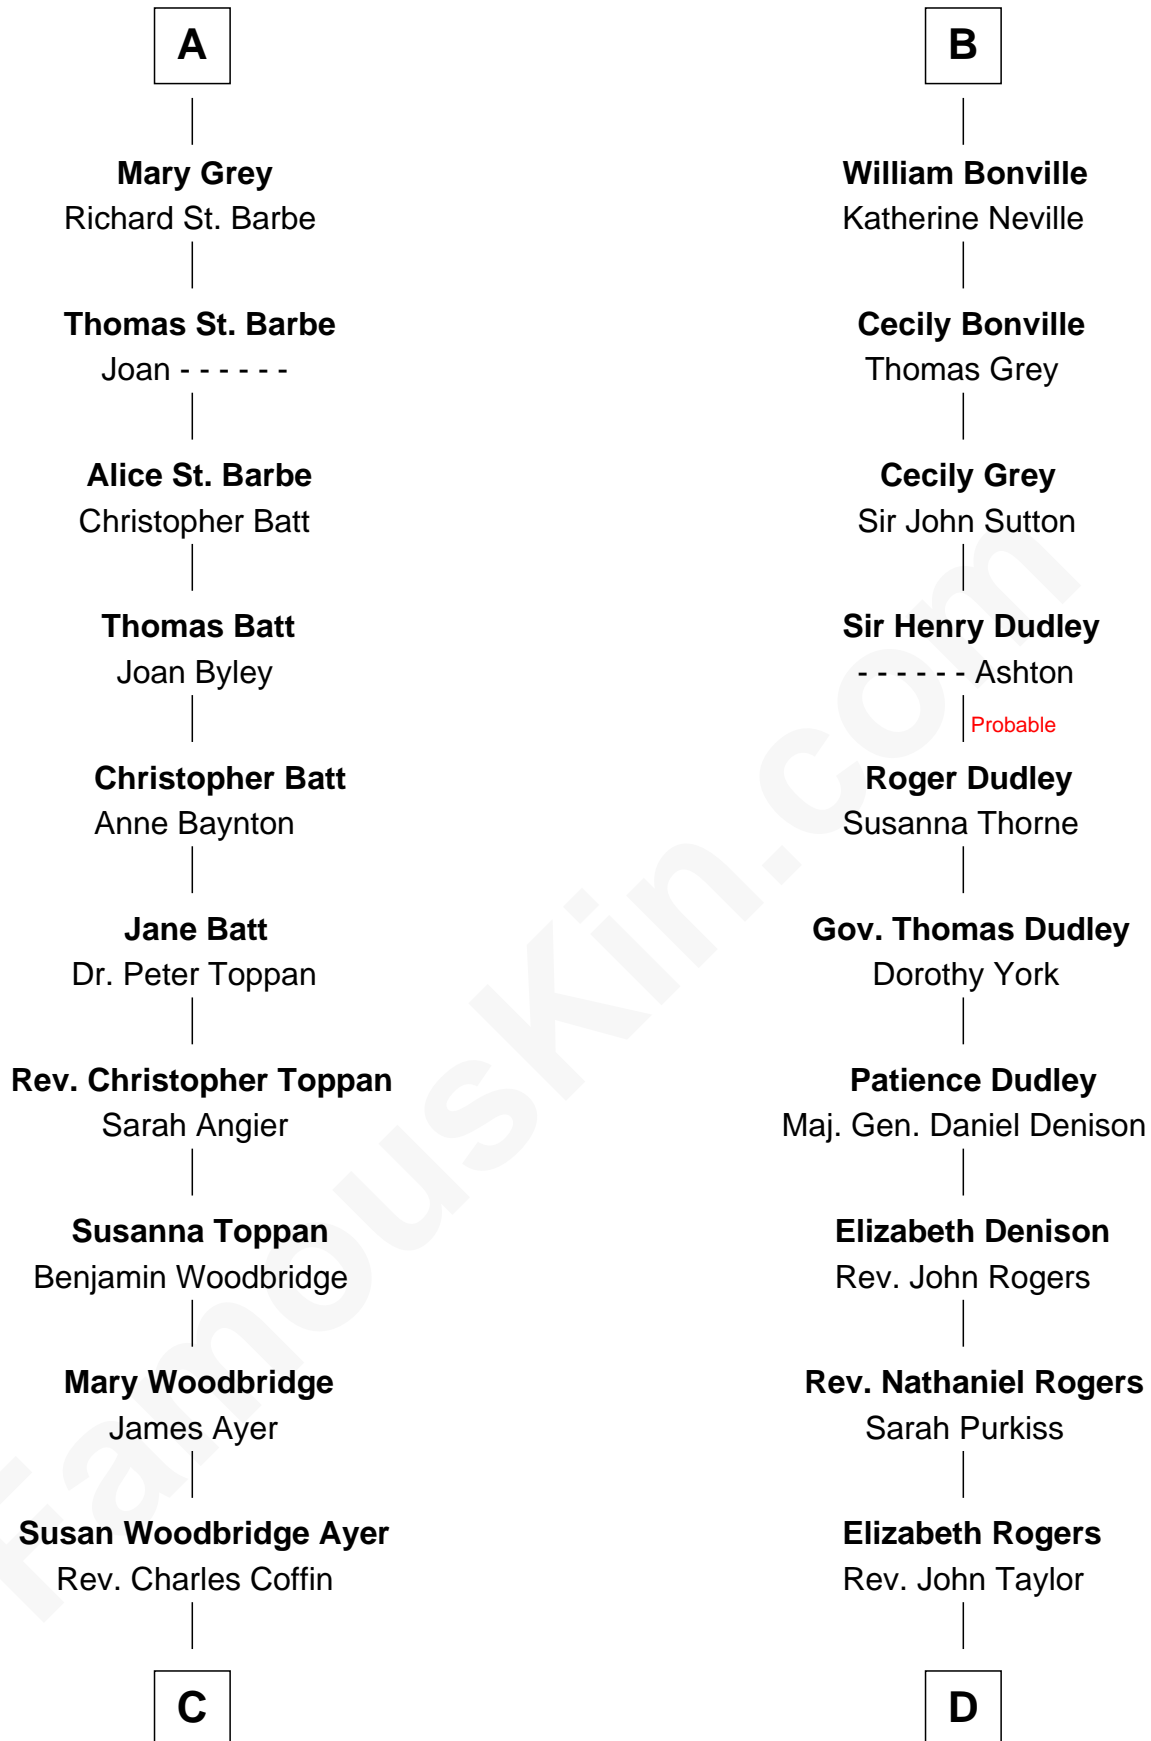 A
Mary Grey
Richard St. Barbe
Thomas St. Barbe
Joan - - - - - -
Alice St. Barbe
Christopher Batt
Thomas Batt
Joan Byley
Christopher Batt
Anne Baynton
Jane Batt
Dr. Peter Toppan
Rev. Christopher Toppan
Sarah Angier
Susanna Toppan
Benjamin Woodbridge
Mary Woodbridge
James Ayer
Susan Woodbridge Ayer
Rev. Charles Coffin
C
B
William Bonville
Katherine Neville
Cecily Bonville
Thomas Grey
Cecily Grey
Sir John Sutton
Sir Henry Dudley
- - - - - - Ashton
Probable
Roger Dudley
Susanna Thorne
Gov. Thomas Dudley
Dorothy York
Patience Dudley
Maj. Gen. Daniel Denison
Elizabeth Denison
Rev. John Rogers
Rev. Nathaniel Rogers
Sarah Purkiss
Elizabeth Rogers
Rev. John Taylor
D
FamousKin.com